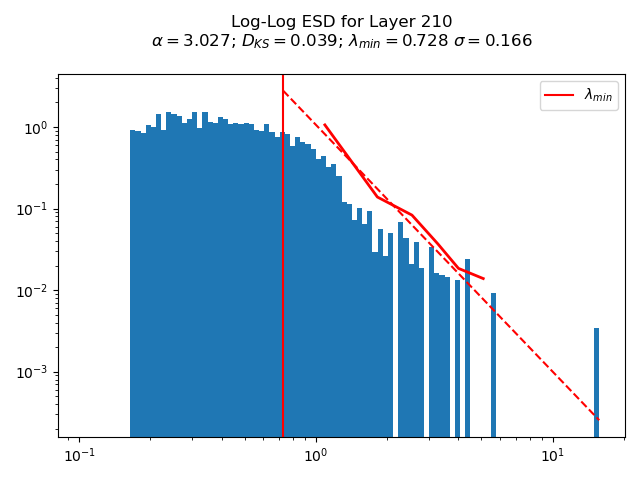 Log-Log ESD for Layer 210
α = 3.027; D_KS = 0.039; λ_min = 0.728 σ = 0.166
λ_min
10^0
10^-1
10^-2
10^-3
10^-1
10^0
10^1